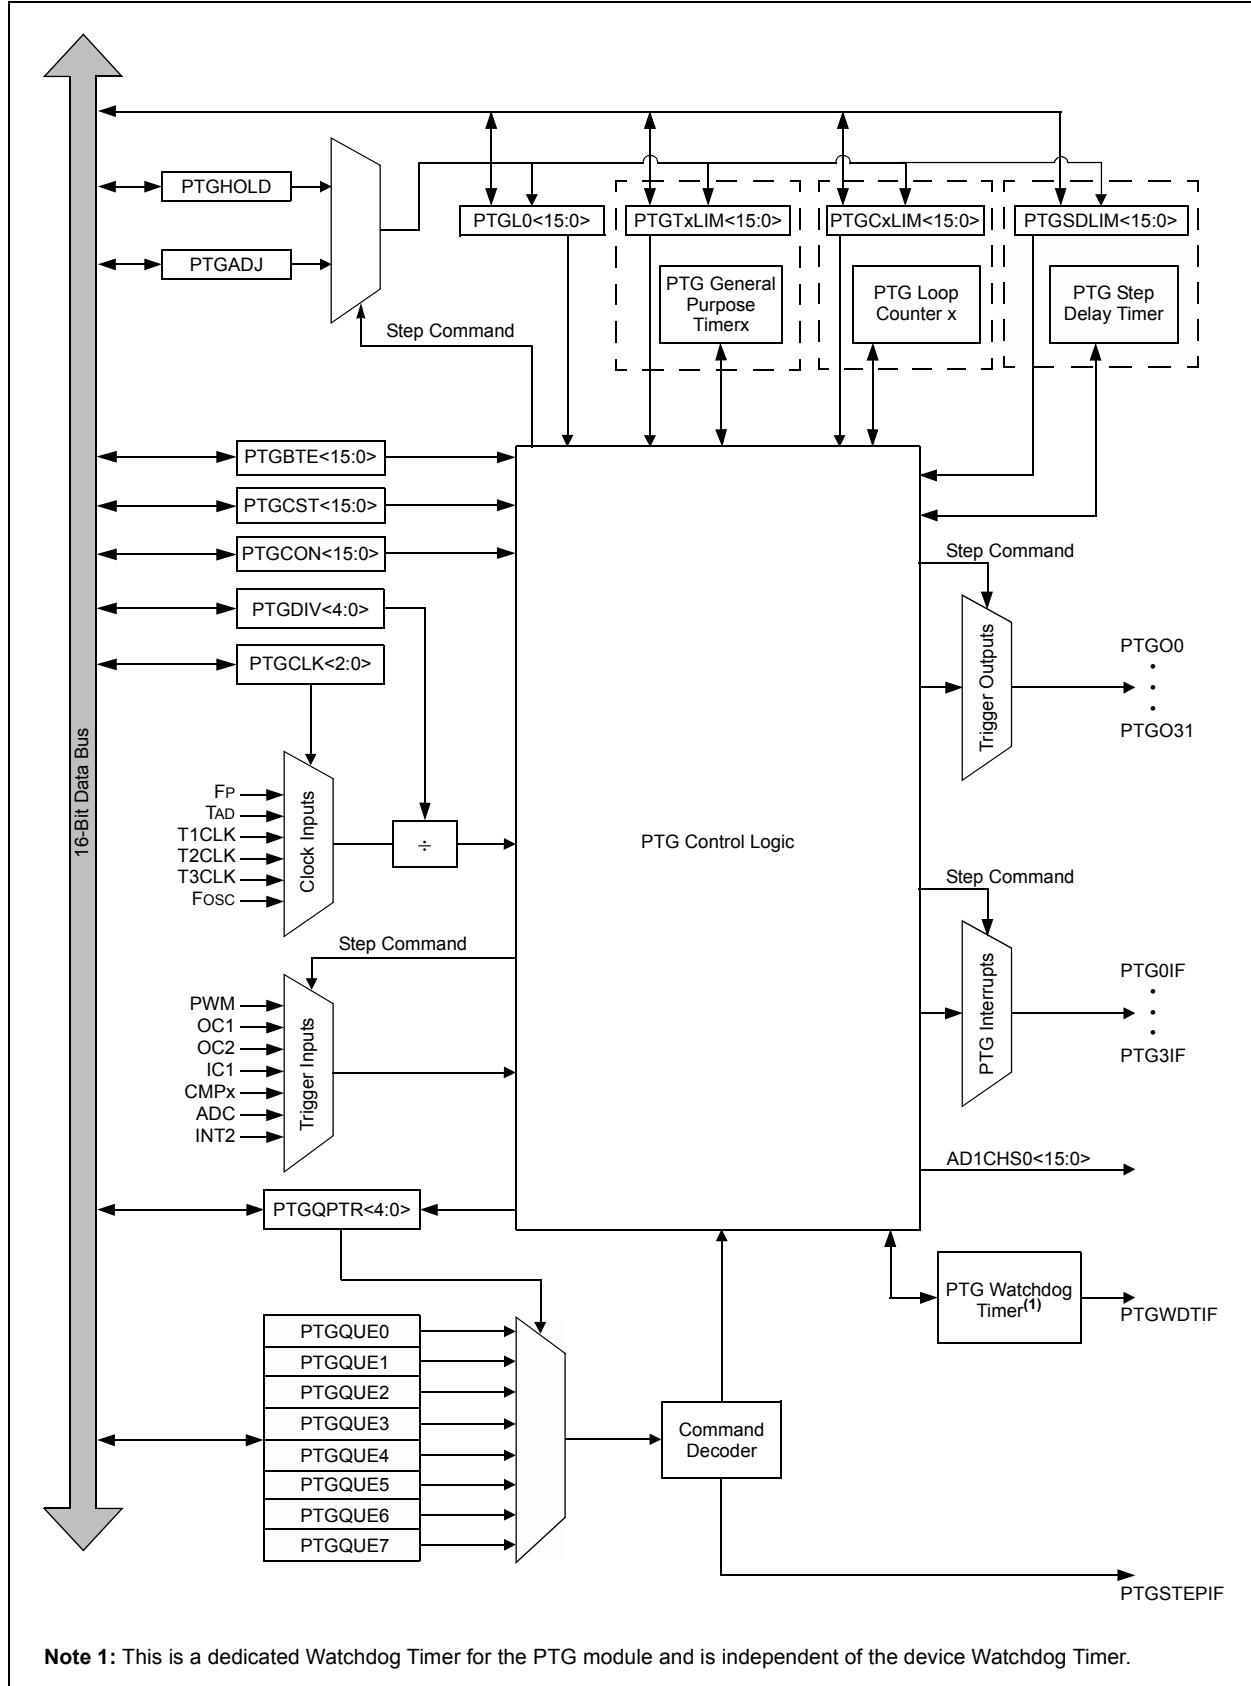 16-Bit Data Bus
PTGHOLD
PTGADJ
PTGL0<15:0>
PTGTxLIM<15:0>
PTGCxLIM<15:0>
PTGSDLIM<15:0>
PTG General
Purpose
Timerx
PTG Loop
Counter x
PTG Step
Delay Timer
Step Command
PTGBTE<15:0>
PTGCST<15:0>
PTGCON<15:0>
PTGDIV<4:0>
PTGCLK<2:0>
Step Command
Trigger Outputs
PTGO0
•
•
•
PTGO31
FP
TAD
T1CLK
T2CLK
T3CLK
FOSC
Clock Inputs
÷
PTG Control Logic
Step Command
PTG Interrupts
PTG0IF
•
•
•
PTG3IF
Step Command
PWM
OC1
OC2
IC1
CMPx
ADC
INT2
Trigger Inputs
AD1CHS0<15:0>
PTGQPTR<4:0>
PTG Watchdog
Timer(1)
PTGWDTIF
PTGQUE0
PTGQUE1
PTGQUE2
PTGQUE3
PTGQUE4
PTGQUE5
PTGQUE6
PTGQUE7
Command
Decoder
PTGSTEPIF
Note 1: This is a dedicated Watchdog Timer for the PTG module and is independent of the device Watchdog Timer.